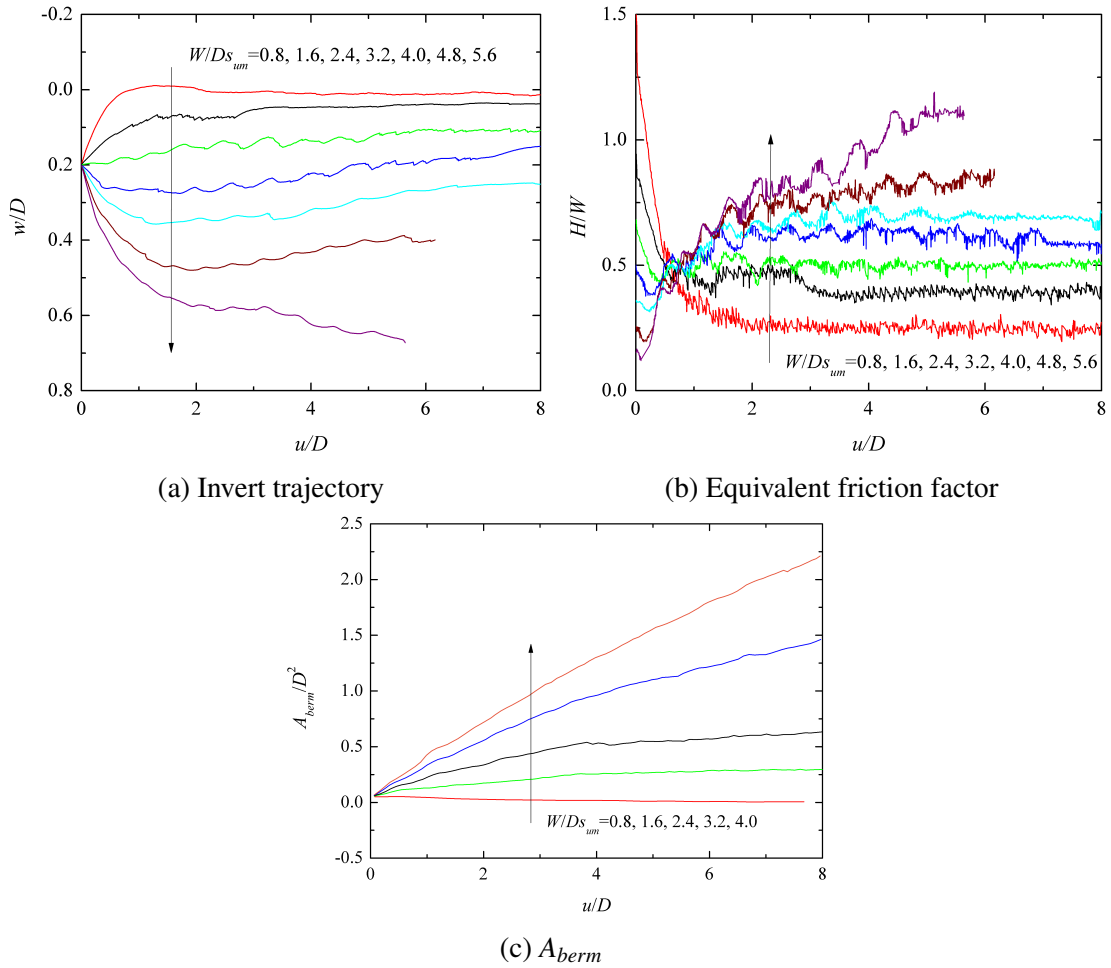 -0.2
0.0
0.2
0.4
0.6
0.8
w/D
W/Ds_um=0.8, 1.6, 2.4, 3.2, 4.0, 4.8, 5.6
0 2 4 6 8
u/D
(a) Invert trajectory
1.5
1.0
0.5
0.0
H/W
W/Ds_um=0.8, 1.6, 2.4, 3.2, 4.0, 4.8, 5.6
0 1 2 3 4 5 6 7 8
u/D
(b) Equivalent friction factor
2.5
2.0
1.5
1.0
0.5
0.0
-0.5
A_berm/D^2
W/Ds_um=0.8, 1.6, 2.4, 3.2, 4.0
0 2 4 6 8
u/D
(c) A_berm